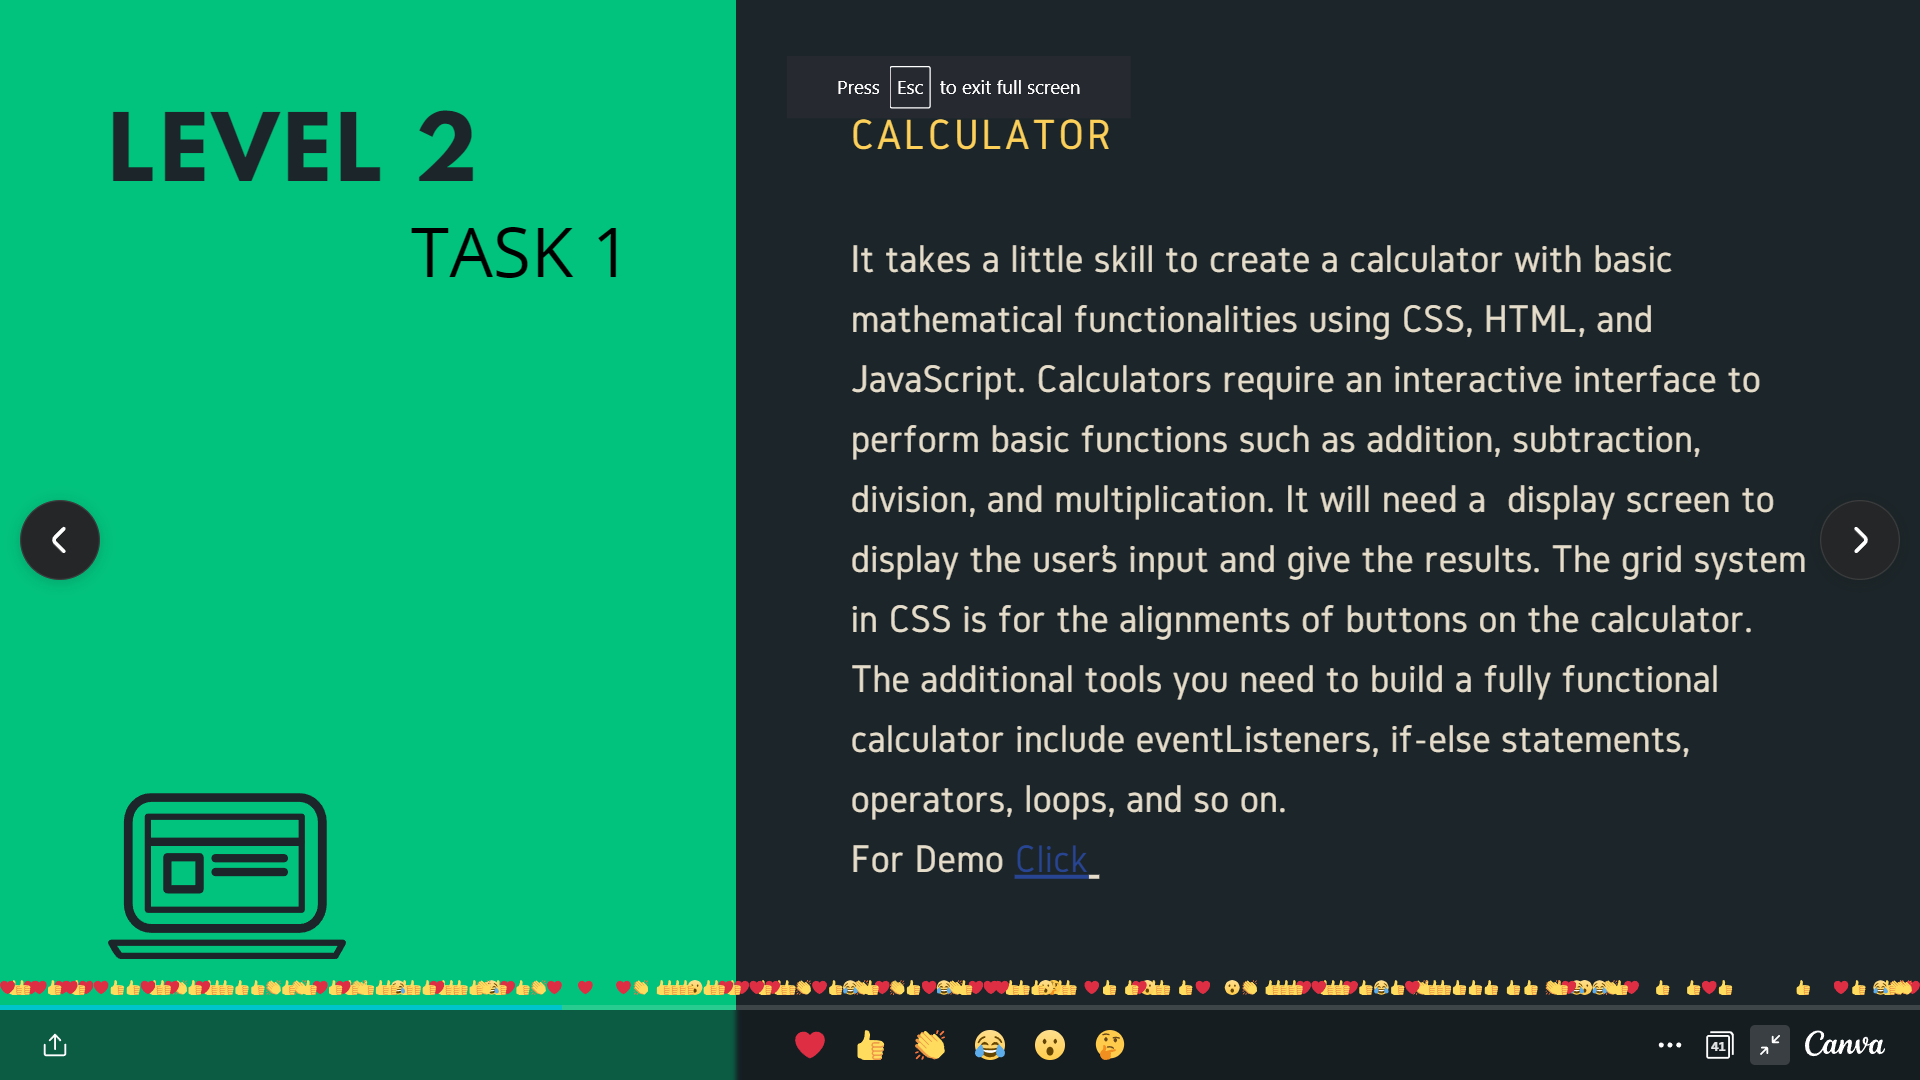 LEVEL 2
TASK 1
Press Esc to exit full screen
CALCULATOR
It takes a little skill to create a calculator with basic
mathematical functionalities using CSS, HTML, and
JavaScript. Calculators require an interactive interface to
perform basic functions such as addition, subtraction,
division, and multiplication. It will need a display screen to
display the user's input and give the results. The grid system
in CSS is for the alignments of buttons on the calculator.
The additional tools you need to build a fully functional
calculator include eventListeners, if-else statements,
operators, loops, and so on.
For Demo Click
41
Canva